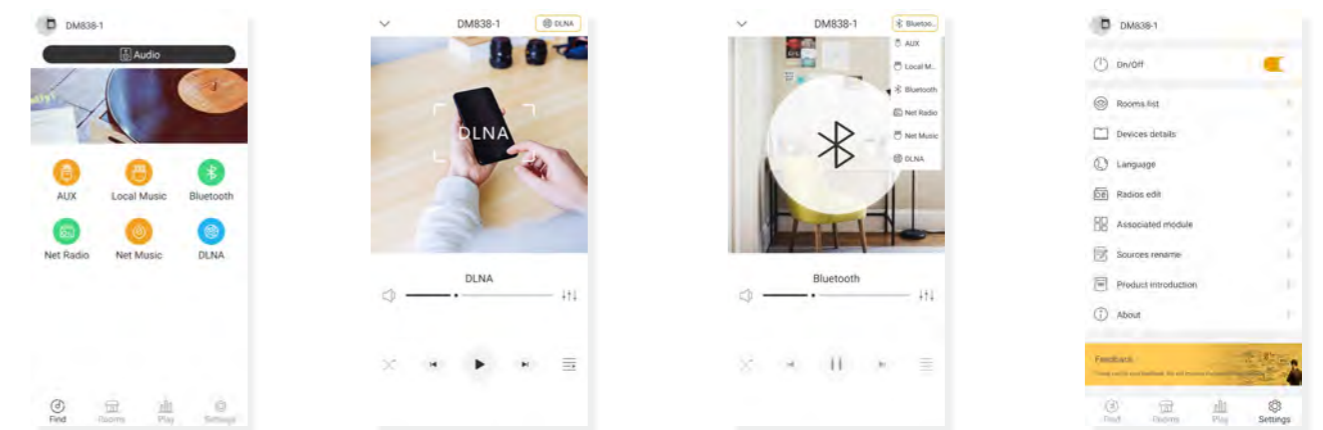 DM838-1
Audio
AUX Local Music Bluetooth
Net Radio Net Music DLNA
Find Rooms Play Settings
DM838-1 DLNA
DLNA
DLNA
DM838-1 Bluetoo..
AUX
Local M..
Bluetooth
Net Radio
Net Music
DLNA
Bluetooth
DM838-1
On/Off
Rooms list
Devices details
Language
Radios edit
Associated module
Sources rename
Product introduction
About
Feedback
Find Rooms Play Settings